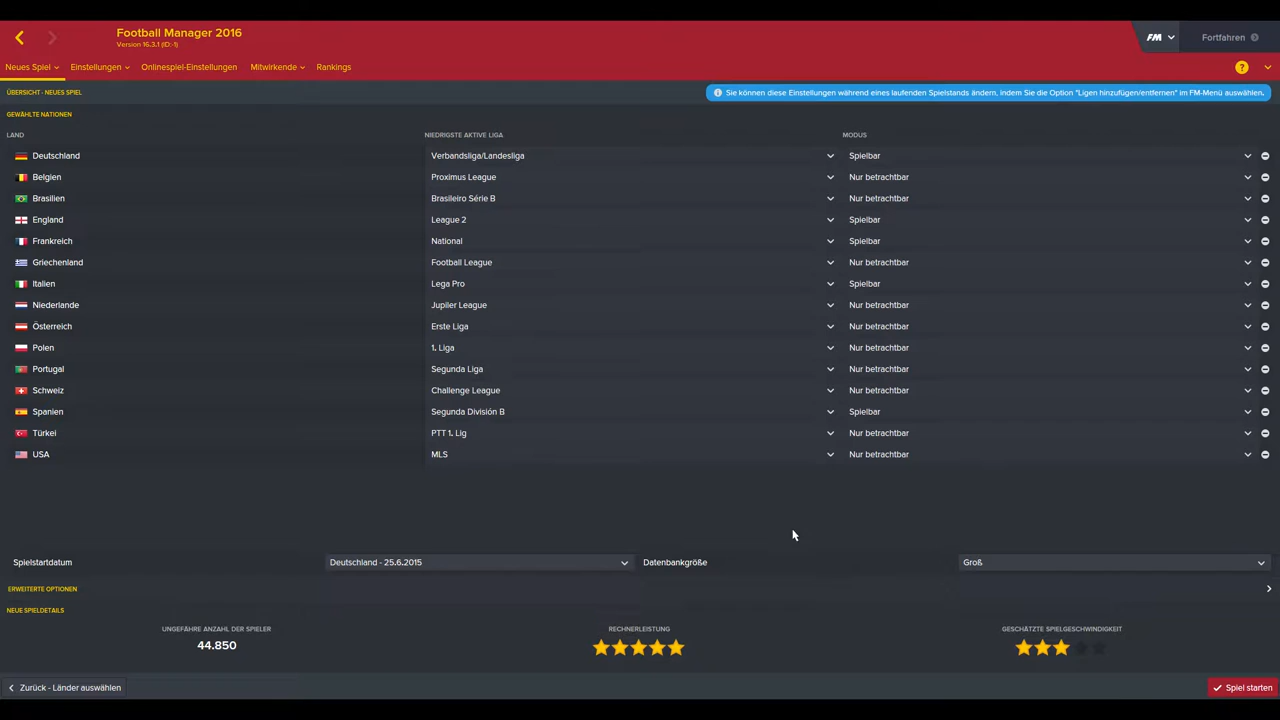 Football Manager 2016
Version 16.3.1 (ID:-1)
FM
Fortfahren
Neues Spiel
Einstellungen
Onlinespiel-Einstellungen
Mitwirkende
Rankings
?
ÜBERSICHT - NEUES SPIEL
Sie können diese Einstellungen während eines laufenden Spielstands ändern, indem Sie die Option "Ligen hinzufügen/entfernen" im FM-Menü auswählen.
GEWÄHLTE NATIONEN
LAND NIEDRIGSTE AKTIVE LIGA MODUS
Deutschland Verbandsliga/Landesliga Spielbar
Belgien Proximus League Nur betrachtbar
Brasilien Brasileiro Série B Nur betrachtbar
England League 2 Spielbar
Frankreich National Spielbar
Griechenland Football League Nur betrachtbar
Italien Lega Pro Spielbar
Niederlande Jupiler League Nur betrachtbar
Österreich Erste Liga Nur betrachtbar
Polen 1. Liga Nur betrachtbar
Portugal Segunda Liga Nur betrachtbar
Schweiz Challenge League Nur betrachtbar
Spanien Segunda División B Spielbar
Türkei PTT 1. Lig Nur betrachtbar
USA MLS Nur betrachtbar
Spielstartdatum Deutschland - 25.6.2015 Datenbankgröße Groß
ERWEITERTE OPTIONEN
NEUE SPIELDETAILS
UNGEFÄHRE ANZAHL DER SPIELER RECHNERLEISTUNG GESCHÄTZTE SPIELGESCHWINDIGKEIT
44.850
Zurück - Länder auswählen
Spiel starten